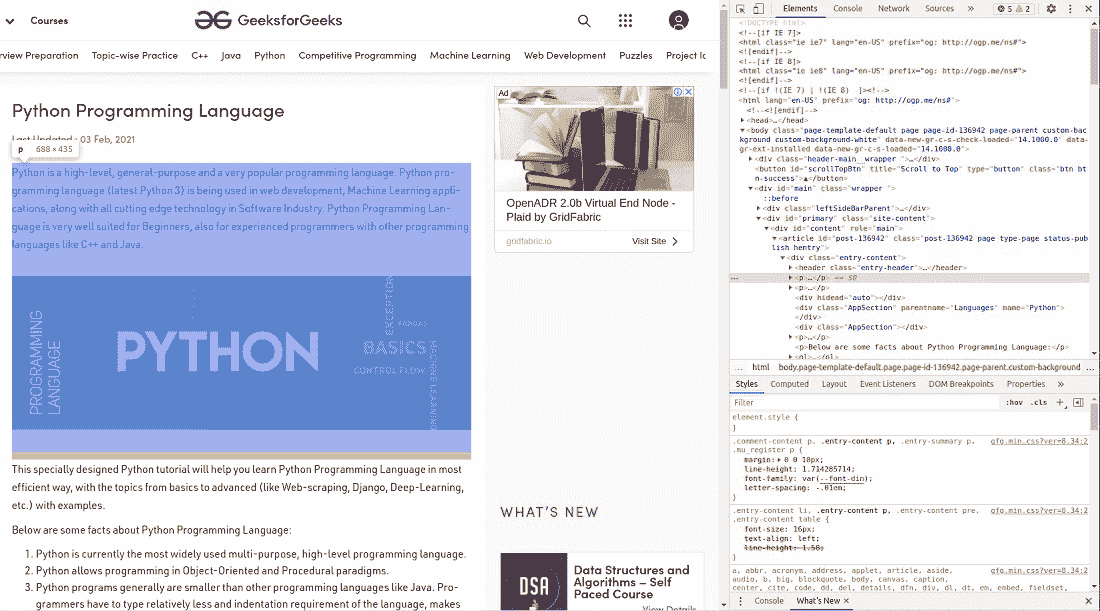 Courses
GeeksforGeeks
rview Preparation Topic-wise Practice C++ Java Python Competitive Programming Machine Learning Web Development Puzzles Project Id
Python Programming Language
Last Updated : 03 Feb, 2021
p 688 × 435
Python is a high-level, general-purpose and a very popular programming language. Python pro-
gramming language (latest Python 3) is being used in web development, Machine Learning appli-
cations, along with all cutting edge technology in Software Industry. Python Programming Lan-
guage is very well suited for Beginners, also for experienced programmers with other programming
languages like C++ and Java.
PROGRAMMING
LANGUAGE
PYTHON
EXCEPTION
PANDAS
BASICS
CONTROL FLOW
MACHINE LEARNING
This specially designed Python tutorial will help you learn Python Programming Language in most
efficient way, with the topics from basics to advanced (like Web-scraping, Django, Deep-Learning,
etc.) with examples.
Below are some facts about Python Programming Language:
1. Python is currently the most widely used multi-purpose, high-level programming language.
2. Python allows programming in Object-Oriented and Procedural paradigms.
3. Python programs generally are smaller than other programming languages like Java. Pro-
grammers have to type relatively less and indentation requirement of the language, makes
Ad
OpenADR 2.0b Virtual End Node -
Plaid by GridFabric
gridfabric.io Visit Site
WHAT'S NEW
DSA
Data Structures and
Algorithms – Self
Paced Course
View Details
Elements Console Network Sources » 5 2
<!DOCTYPE html>
<!--[if IE 7]>
<html class="ie ie7" lang="en-US" prefix="og: http://ogp.me/ns#">
<![endif]-->
<!--[if IE 8]>
<html class="ie ie8" lang="en-US" prefix="og: http://ogp.me/ns#">
<![endif]-->
<!--[if !(IE 7) | !(IE 8) ]><!-->
<html lang="en-US" prefix="og: http://ogp.me/ns#">
<!--<![endif]-->
<head>…</head>
<body class="page-template-default page page-id-136942 page-parent custom-bac
kground custom-background-white" data-new-gr-c-s-check-loaded="14.1000.0" dat
gr-ext-installed data-new-gr-c-s-loaded="14.1000.0">
<div class="header-main__wrapper ">…</div>
<button id="scrollTopBtn" title="Scroll to Top" type="button" class="btn bt
n-success">▲</button>
<div id="main" class="wrapper ">
::before
<div class="leftSideBarParent">…</div>
<div id="primary" class="site-content">
<div id="content" role="main">
<article id="post-136942" class="post-136942 page type-page status-pub
lish hentry">
<div class="entry-content">
<header class="entry-header">…</header>
<p>…</p> == $0
<p>…</p>
<div hidead="auto"></div>
<div class="AppSection" parentname="Languages" name="Python">
</div>
<div class="AppSection"></div>
<p>…</p>
<p>Below are some facts about Python Programming Language:</p>
<ol>…</ol>
... html body.page-template-default.page.page-id-136942.page-parent.custom-background ...
Styles Computed Layout Event Listeners DOM Breakpoints Properties »
Filter :hov .cls +
element.style {
}
.comment-content p, .entry-content p, .entry-summary p, gfg.min.css?ver=8.34:2
.mu_register p {
margin: 0 0 10px;
line-height: 1.714285714;
font-family: var(--font-din);
letter-spacing: -.01em;
}
.entry-content li, .entry-content p, .entry-content pre, gfg.min.css?ver=8.34:2
.entry-content table {
font-size: 16px;
text-align: left;
line-height: 1.58;
}
a, abbr, acronym, address, applet, article, aside, gfg.min.css?ver=8.34:2
audio, b, big, blockquote, body, canvas, caption,
center, cite, code, dd, del, details, dfn, div, dl, dt, em, embed, fieldset,
Console What's New ×